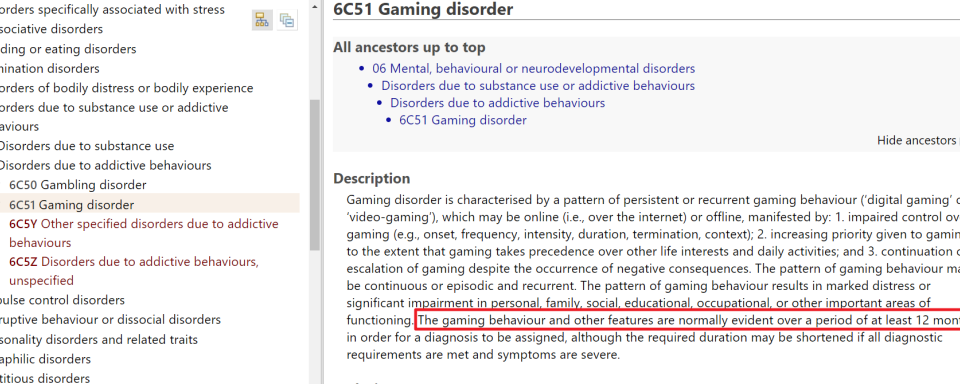 orders specifically associated with stress
sociative disorders
ding or eating disorders
mination disorders
orders of bodily distress or bodily experience
orders due to substance use or addictive
aviours
Disorders due to substance use
Disorders due to addictive behaviours
6C50 Gambling disorder
6C51 Gaming disorder
6C5Y Other specified disorders due to addictive
behaviours
6C5Z Disorders due to addictive behaviours,
unspecified
pulse control disorders
ruptive behaviour or dissocial disorders
sonality disorders and related traits
aphilic disorders
titious disorders
6C51 Gaming disorder
All ancestors up to top
06 Mental, behavioural or neurodevelopmental disorders
Disorders due to substance use or addictive behaviours
Disorders due to addictive behaviours
6C51 Gaming disorder
Hide ancestors
Description
Gaming disorder is characterised by a pattern of persistent or recurrent gaming behaviour (‘digital gaming’ o
‘video-gaming’), which may be online (i.e., over the internet) or offline, manifested by: 1. impaired control ov
gaming (e.g., onset, frequency, intensity, duration, termination, context); 2. increasing priority given to gamin
to the extent that gaming takes precedence over other life interests and daily activities; and 3. continuation o
escalation of gaming despite the occurrence of negative consequences. The pattern of gaming behaviour ma
be continuous or episodic and recurrent. The pattern of gaming behaviour results in marked distress or
significant impairment in personal, family, social, educational, occupational, or other important areas of
functioning. The gaming behaviour and other features are normally evident over a period of at least 12 mon
in order for a diagnosis to be assigned, although the required duration may be shortened if all diagnostic
requirements are met and symptoms are severe.